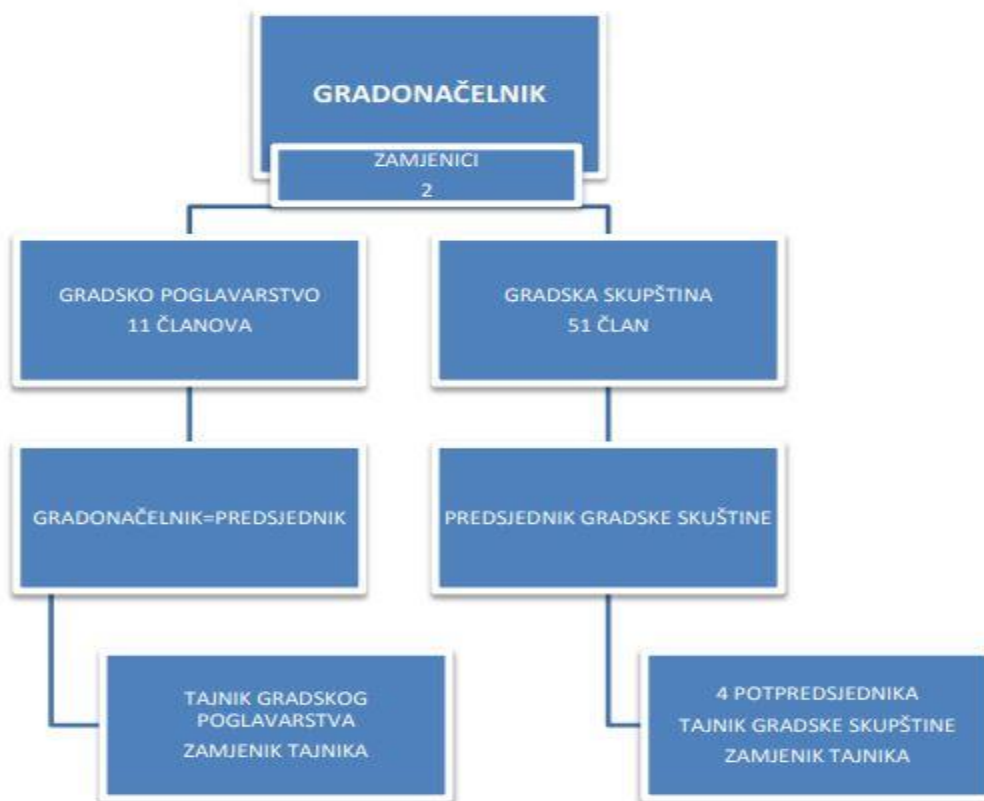 GRADONAČELNIK
ZAMJENICI
2
GRADSKO POGLAVARSTVO
11 ČLANOVA
GRADSKA SKUPŠTINA
51 ČLAN
GRADONAČELNIK=PREDSJEDNIK
PREDSJEDNIK GRADSKE SKUŠTINE
TAJNIK GRADSKOG
POGLAVARSTVA
ZAMJENIK TAJNIKA
4 POTPREDSJEDNIKA
TAJNIK GRADSKE SKUPŠTINE
ZAMJENIK TAJNIKA